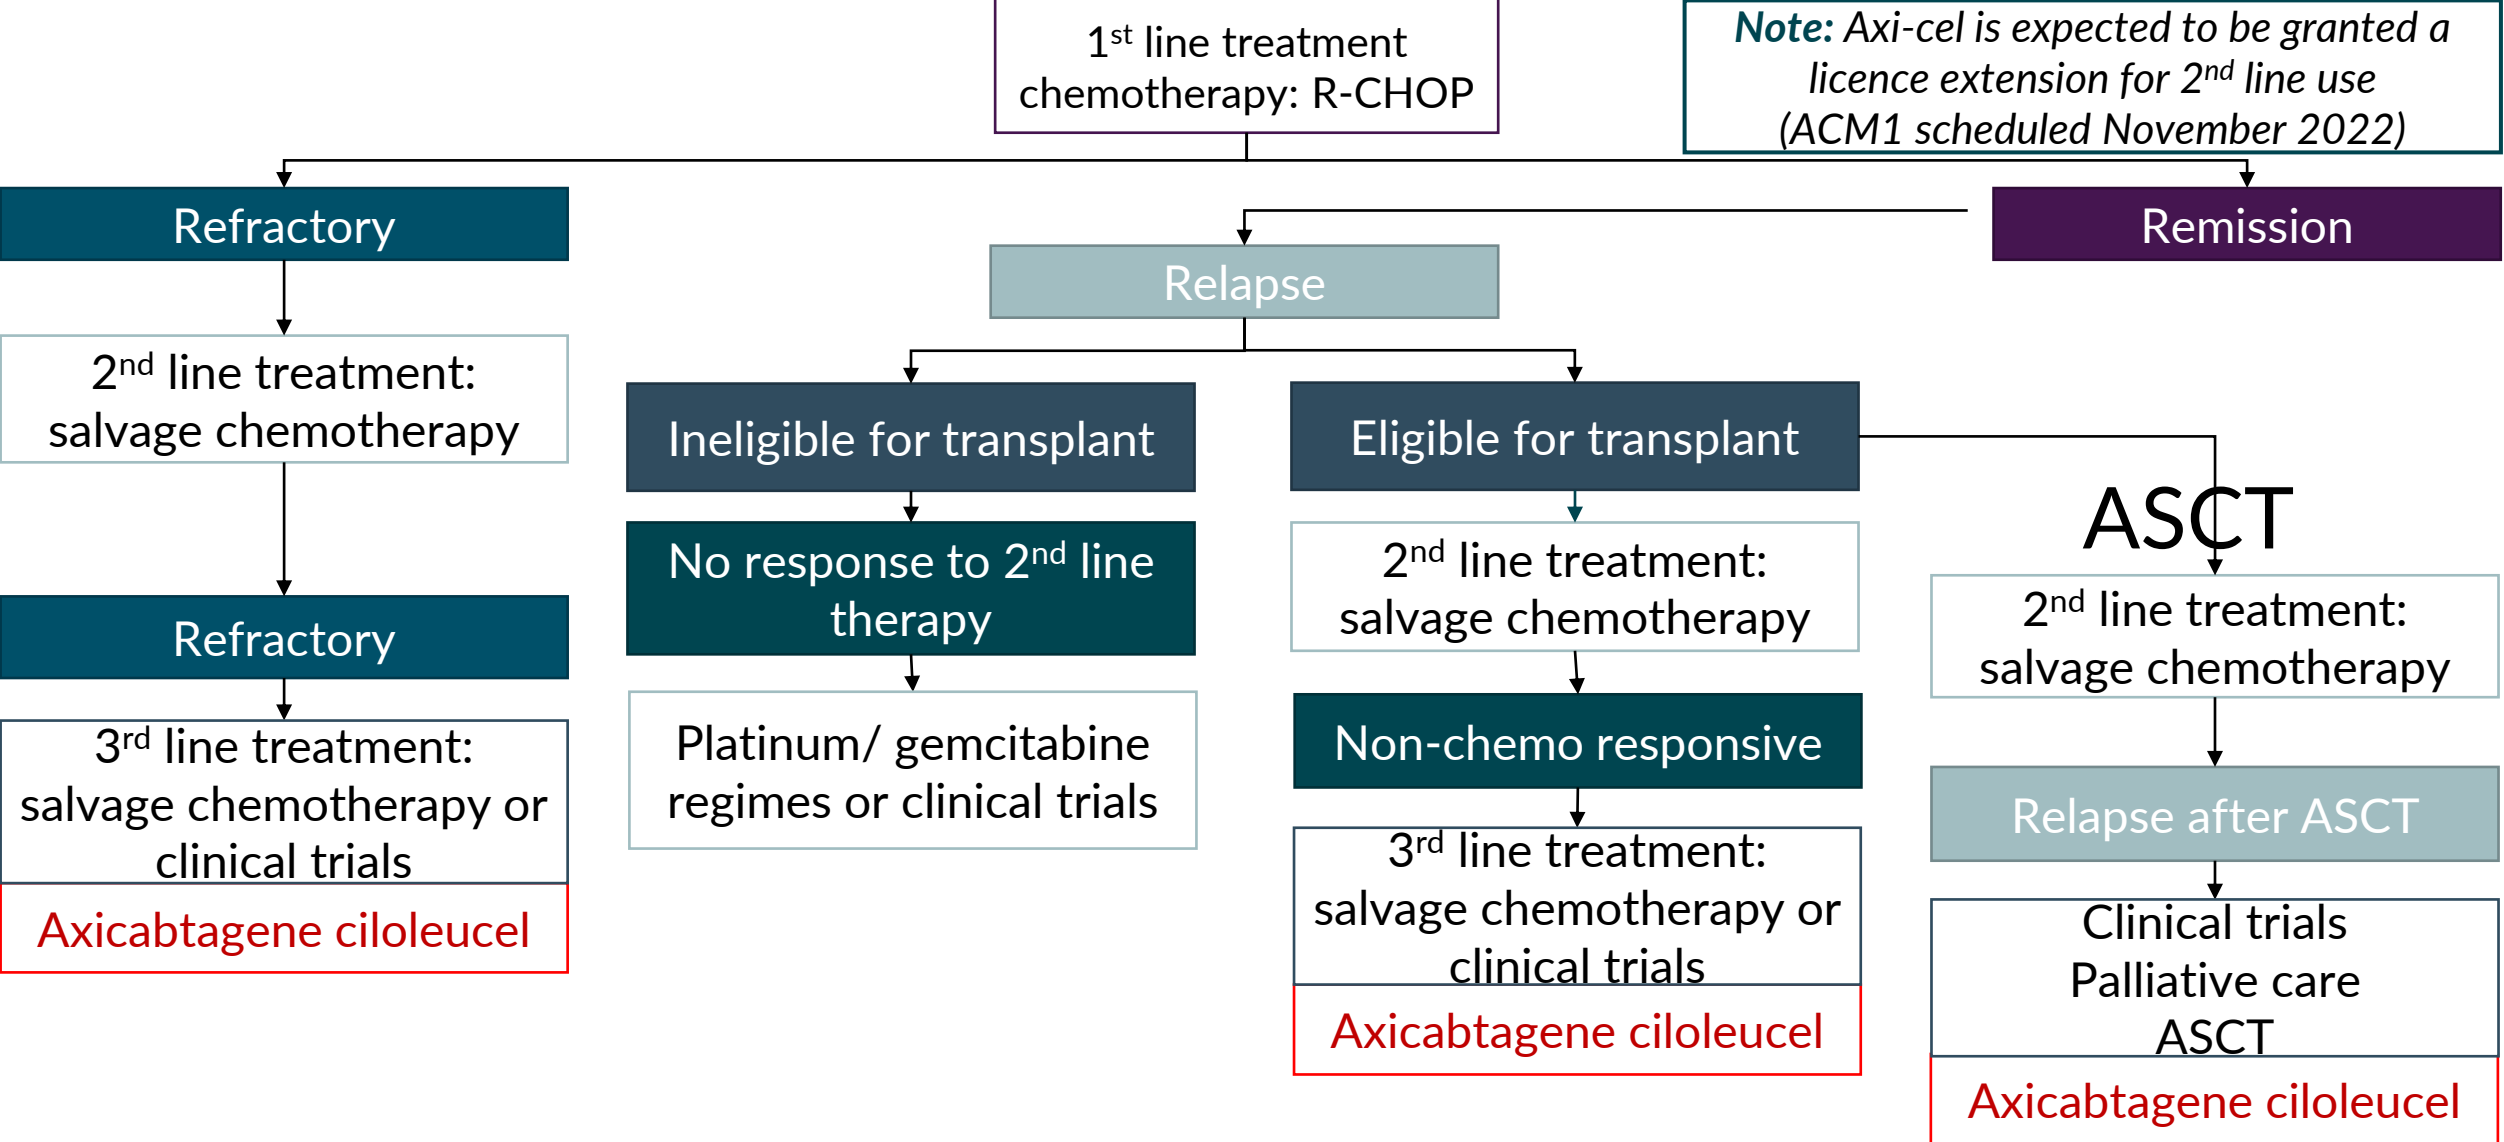 1st line treatment
chemotherapy: R-CHOP
Note: Axi-cel is expected to be granted a
licence extension for 2nd line use
(ACM1 scheduled November 2022)
Refractory
Remission
Relapse
2nd line treatment:
salvage chemotherapy
Ineligible for transplant
Eligible for transplant
ASCT
No response to 2nd line
therapy
2nd line treatment:
salvage chemotherapy
2nd line treatment:
salvage chemotherapy
Refractory
Platinum/ gemcitabine
regimes or clinical trials
Non-chemo responsive
Relapse after ASCT
3rd line treatment:
salvage chemotherapy or
clinical trials
Axicabtagene ciloleucel
3rd line treatment:
salvage chemotherapy or
clinical trials
Axicabtagene ciloleucel
Clinical trials
Palliative care
ASCT
Axicabtagene ciloleucel